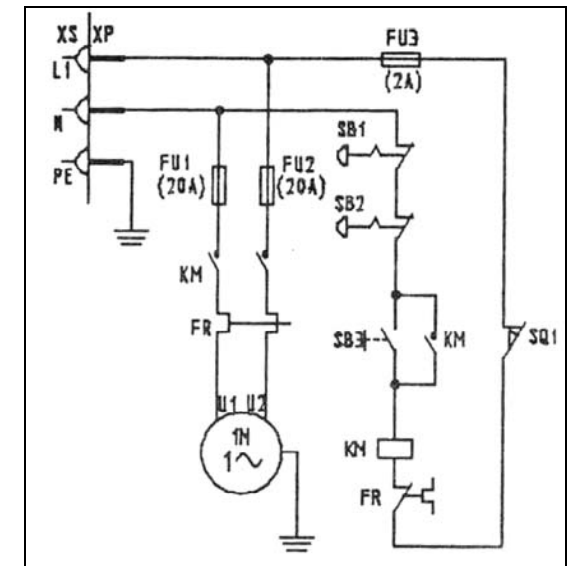 XS XP
L1
N
PE
FU3
(2A)
SB1
SB2
FU1
(20A)
FU2
(20A)
KM
FR
SB3
KM
SQ1
U1 U2
1M
1
KM
FR